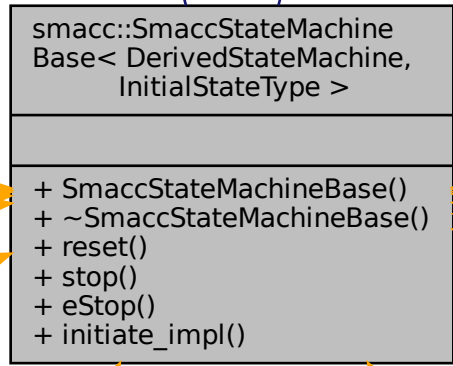 smacc::SmaccStateMachine
Base< DerivedStateMachine,
InitialStateType >
+ SmaccStateMachineBase()
+ ~SmaccStateMachineBase()
+ reset()
+ stop()
+ eStop()
+ initiate_impl()